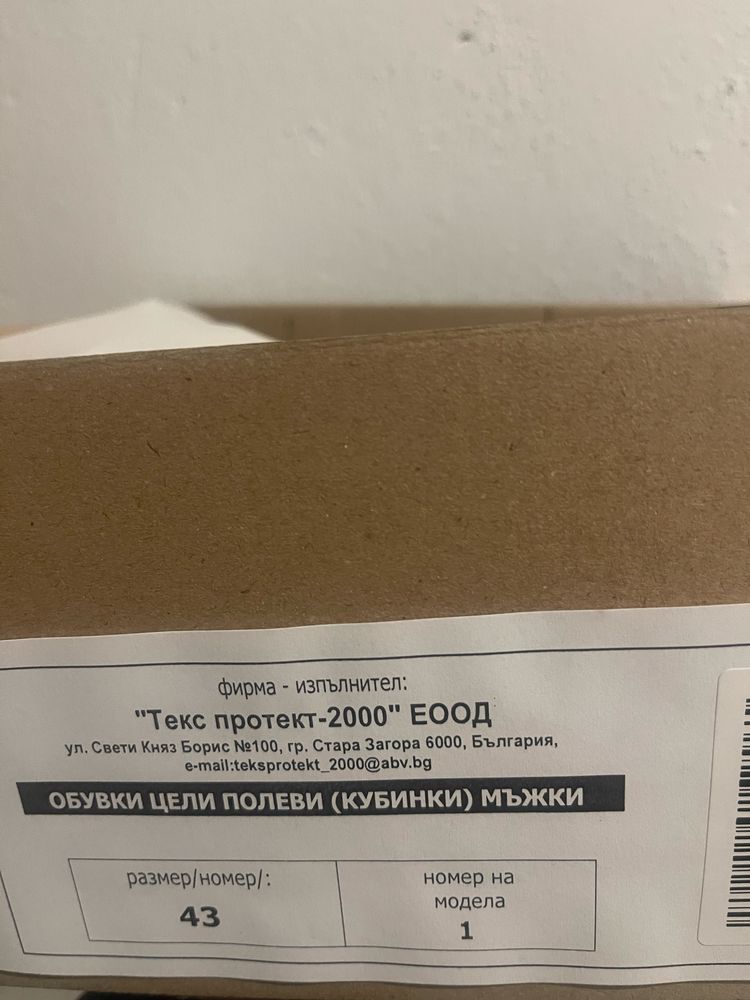 фирма - изпълнител:
"Текс протект-2000" ЕООД
ул. Свети Княз Борис №100, гр. Стара Загора 6000, България,
e-mail:teksprotekt_2000@abv.bg
ОБУВКИ ЦЕЛИ ПОЛЕВИ (КУБИНКИ) МЪЖКИ
размер/номер/:
43
номер на
модела
1